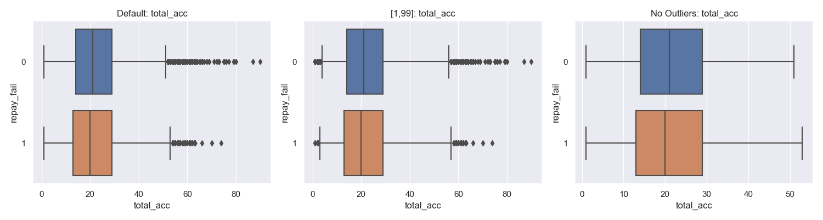 Default: total_acc
repay_fail
0
1
0 20 40 60 80
total_acc
[1,99]: total_acc
repay_fail
0
1
0 20 40 60 80
total_acc
No Outliers: total_acc
repay_fail
0
1
0 10 20 30 40 50
total_acc